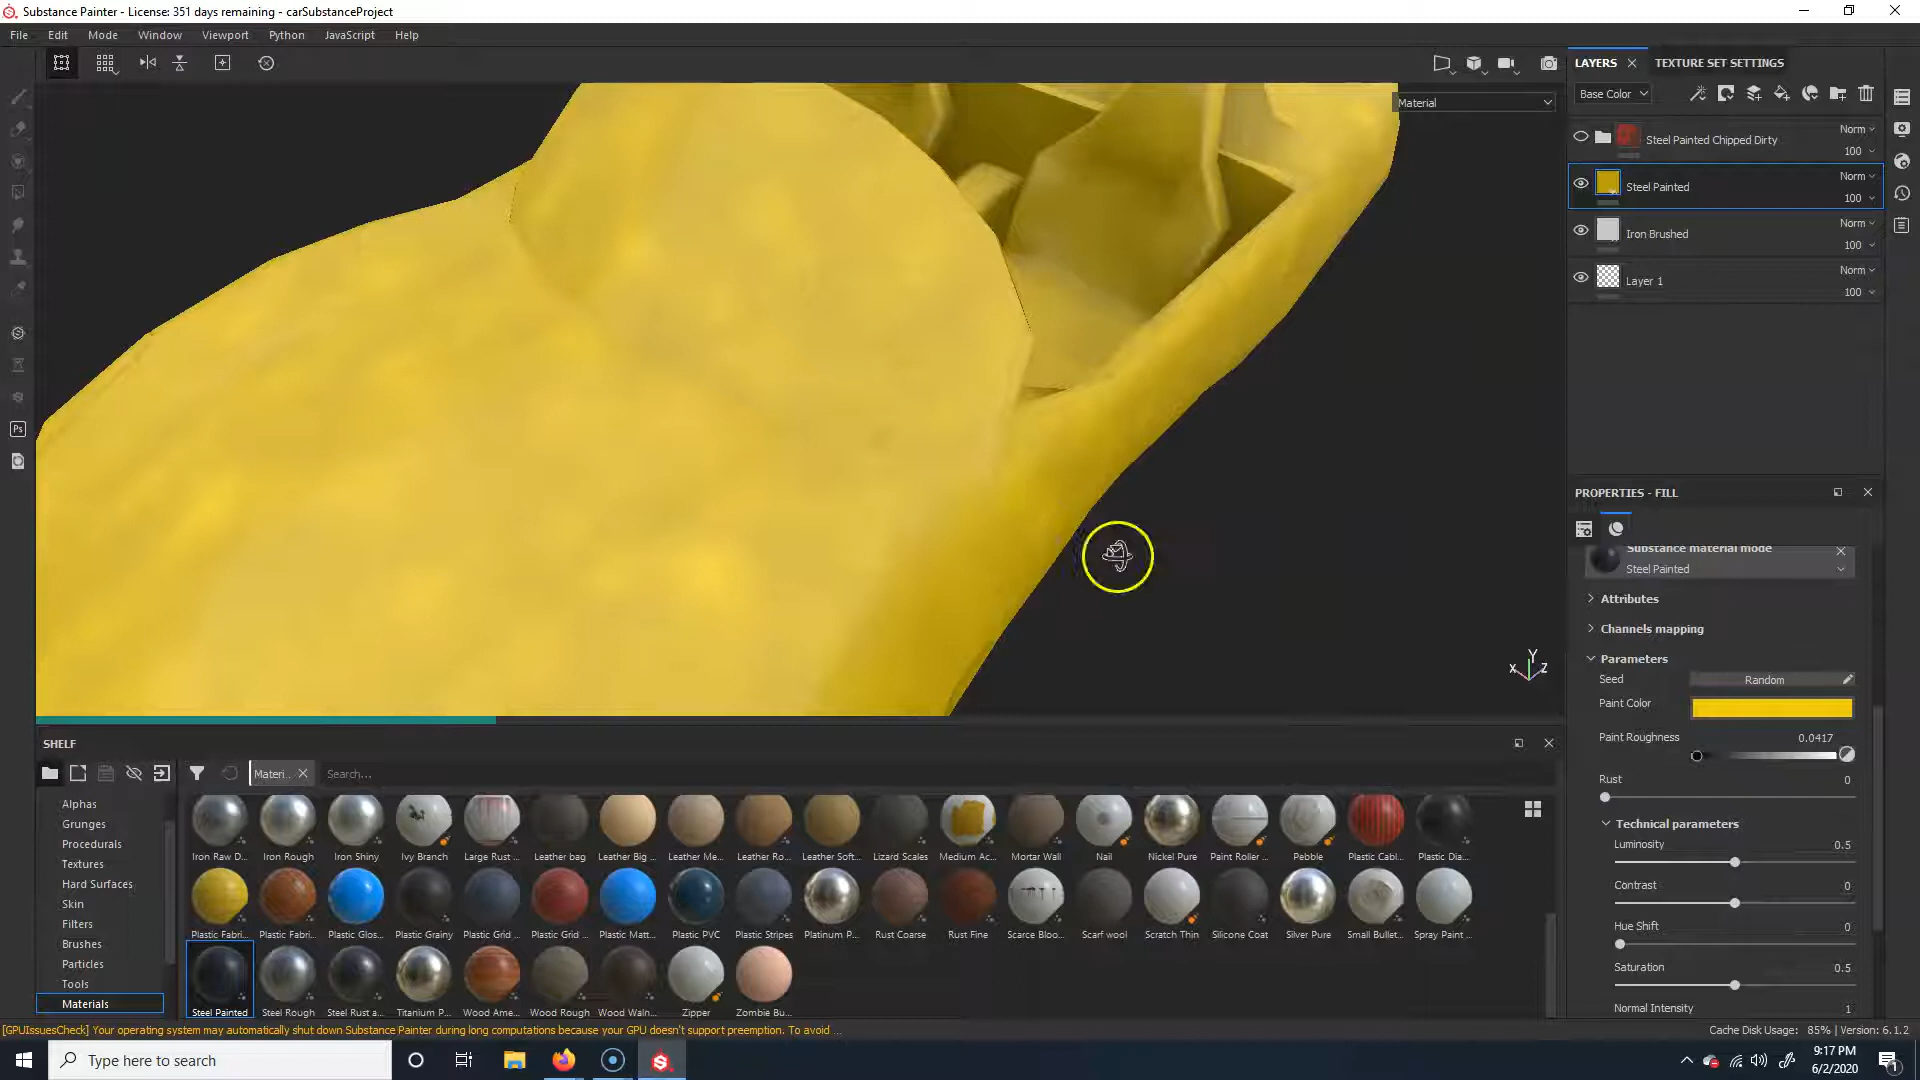 Substance Painter - License: 351 days remaining - carSubstanceProject
File Edit Mode Window Viewport Python JavaScript Help
Material
LAYERS TEXTURE SET SETTINGS
Base Color
Steel Painted Chipped Dirty Norm 100
Steel Painted Norm 100
Iron Brushed Norm 100
Layer 1 Norm 100
Ps
PROPERTIES - FILL
Substance material mode
Steel Painted
Attributes
Channels mapping
Parameters
Seed Random
Paint Color
Paint Roughness 0.0417
Rust 0
Technical parameters
Luminosity 0.5
Contrast 0
Hue Shift 0
Saturation 0.5
Normal Intensity 1
Y
X Z
SHELF
Materi... Search...
Alphas
Grunges
Procedurals
Textures
Hard Surfaces
Skin
Filters
Brushes
Particles
Tools
Materials
Iron Raw D... Iron Rough Iron Shiny Ivy Branch Large Rust ... Leather bag Leather Big ... Leather Me... Leather Ro... Leather Soft... Lizard Scales Medium Ac... Mortar Wall Nail Nickel Pure Paint Roller ... Pebble Plastic Cabl... Plastic Dia...
Plastic Fabri... Plastic Fabri... Plastic Glos... Plastic Grainy Plastic Grid ... Plastic Grid ... Plastic Matt... Plastic PVC Plastic Stripes Platinum P... Rust Coarse Rust Fine Scarce Bloo... Scarf wool Scratch Thin Silicone Coat Silver Pure Small Bullet... Spray Paint ...
Steel Painted Steel Rough Steel Rust a... Titanium P... Wood Ame... Wood Rough Wood Waln... Zipper Zombie Bu...
[GPUIssuesCheck] Your operating system may automatically shut down Substance Painter during long computations because your GPU doesn't support preemption. To avoid ...
Cache Disk Usage: 85% | Version: 6.1.2
Type here to search
9:17 PM
6/2/2020
1